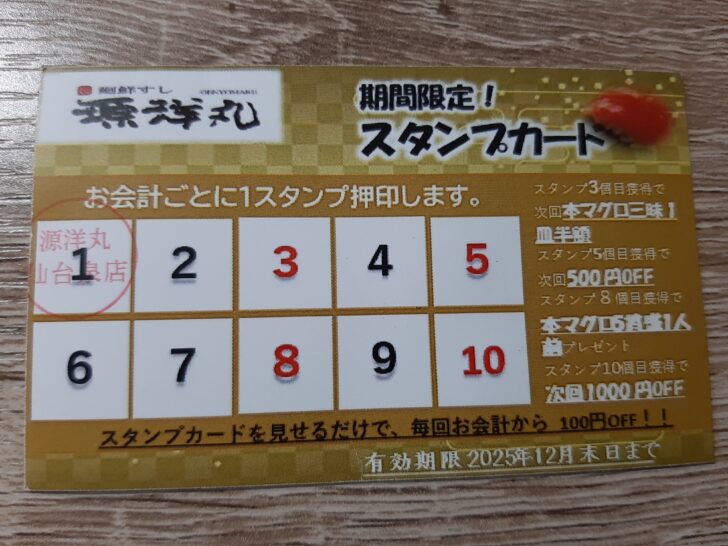 廻鮮すし
GENYOMARU
源洋丸
期間限定!
スタンプカード
お会計ごとに1スタンプ押印します。
源洋丸
仙台泉店
1 2 3 4 5
6 7 8 9 10
スタンプ3個目獲得で
次回本マグロ三昧1
皿半額
スタンプ5個目獲得で
次回500円OFF
スタンプ8個目獲得で
本マグロ6貫盛1人
前プレゼント
スタンプ10個目獲得で
次回1000円OFF
スタンプカードを見せるだけで、毎回お会計から 100円OFF!!
有効期限 2025年12月末日まで